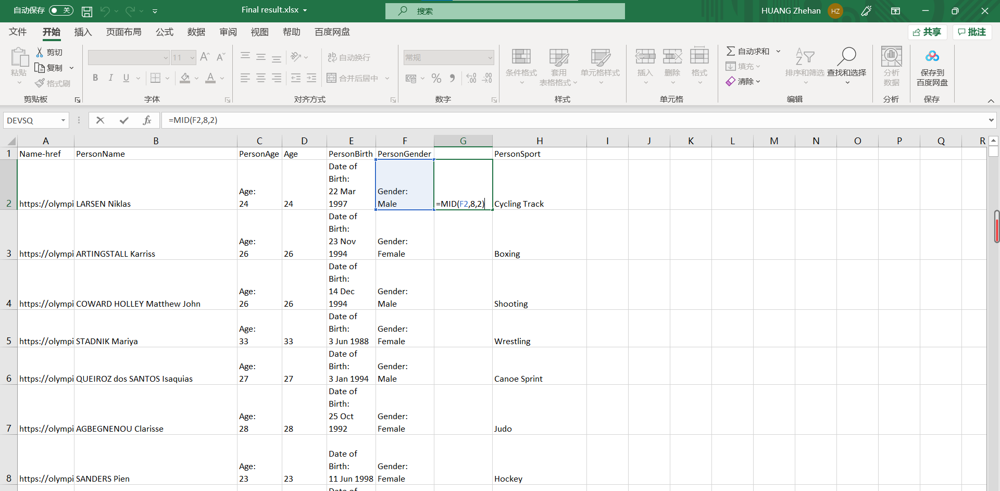 自动保存 关 Final result.xlsx 搜索 HUANG Zhehan HZ
文件 开始 插入 页面布局 公式 数据 审阅 视图 帮助 百度网盘 共享 批注
粘贴 剪切 复制 格式刷
剪贴板
11 A A
B I U A
字体
ab 自动换行
合并后居中
对齐方式
常规
% .00 .00
数字
条件格式 套用 表格格式 单元格样式
样式
插入 删除 格式
单元格
自动求和 填充 清除 排序和筛选 查找和选择
编辑
分析 数据
分析
保存到 百度网盘
保存
DEVSQ fx =MID(F2,8,2)
A B C D E F G H I J K L M N O P Q R
1 Name-href PersonName PersonAge Age PersonBirth PersonGender PersonSport
2 https://olympi LARSEN Niklas Age: 24 24 Date of Birth: 22 Mar 1997 Gender: Male =MID(F2,8,2) Cycling Track
3 https://olympi ARTINGSTALL Karriss Age: 26 26 Date of Birth: 23 Nov 1994 Gender: Female Boxing
4 https://olympi COWARD HOLLEY Matthew John Age: 26 26 Date of Birth: 14 Dec 1994 Gender: Male Shooting
5 https://olympi STADNIK Mariya Age: 33 33 Date of Birth: 3 Jun 1988 Gender: Female Wrestling
6 https://olympi QUEIROZ dos SANTOS Isaquias Age: 27 27 Date of Birth: 3 Jan 1994 Gender: Male Canoe Sprint
7 https://olympi AGBEGNENOU Clarisse Age: 28 28 Date of Birth: 25 Oct 1992 Gender: Female Judo
8 https://olympi SANDERS Pien Age: 23 23 Date of Birth: 11 Jun 1998 Gender: Female Hockey
Date of